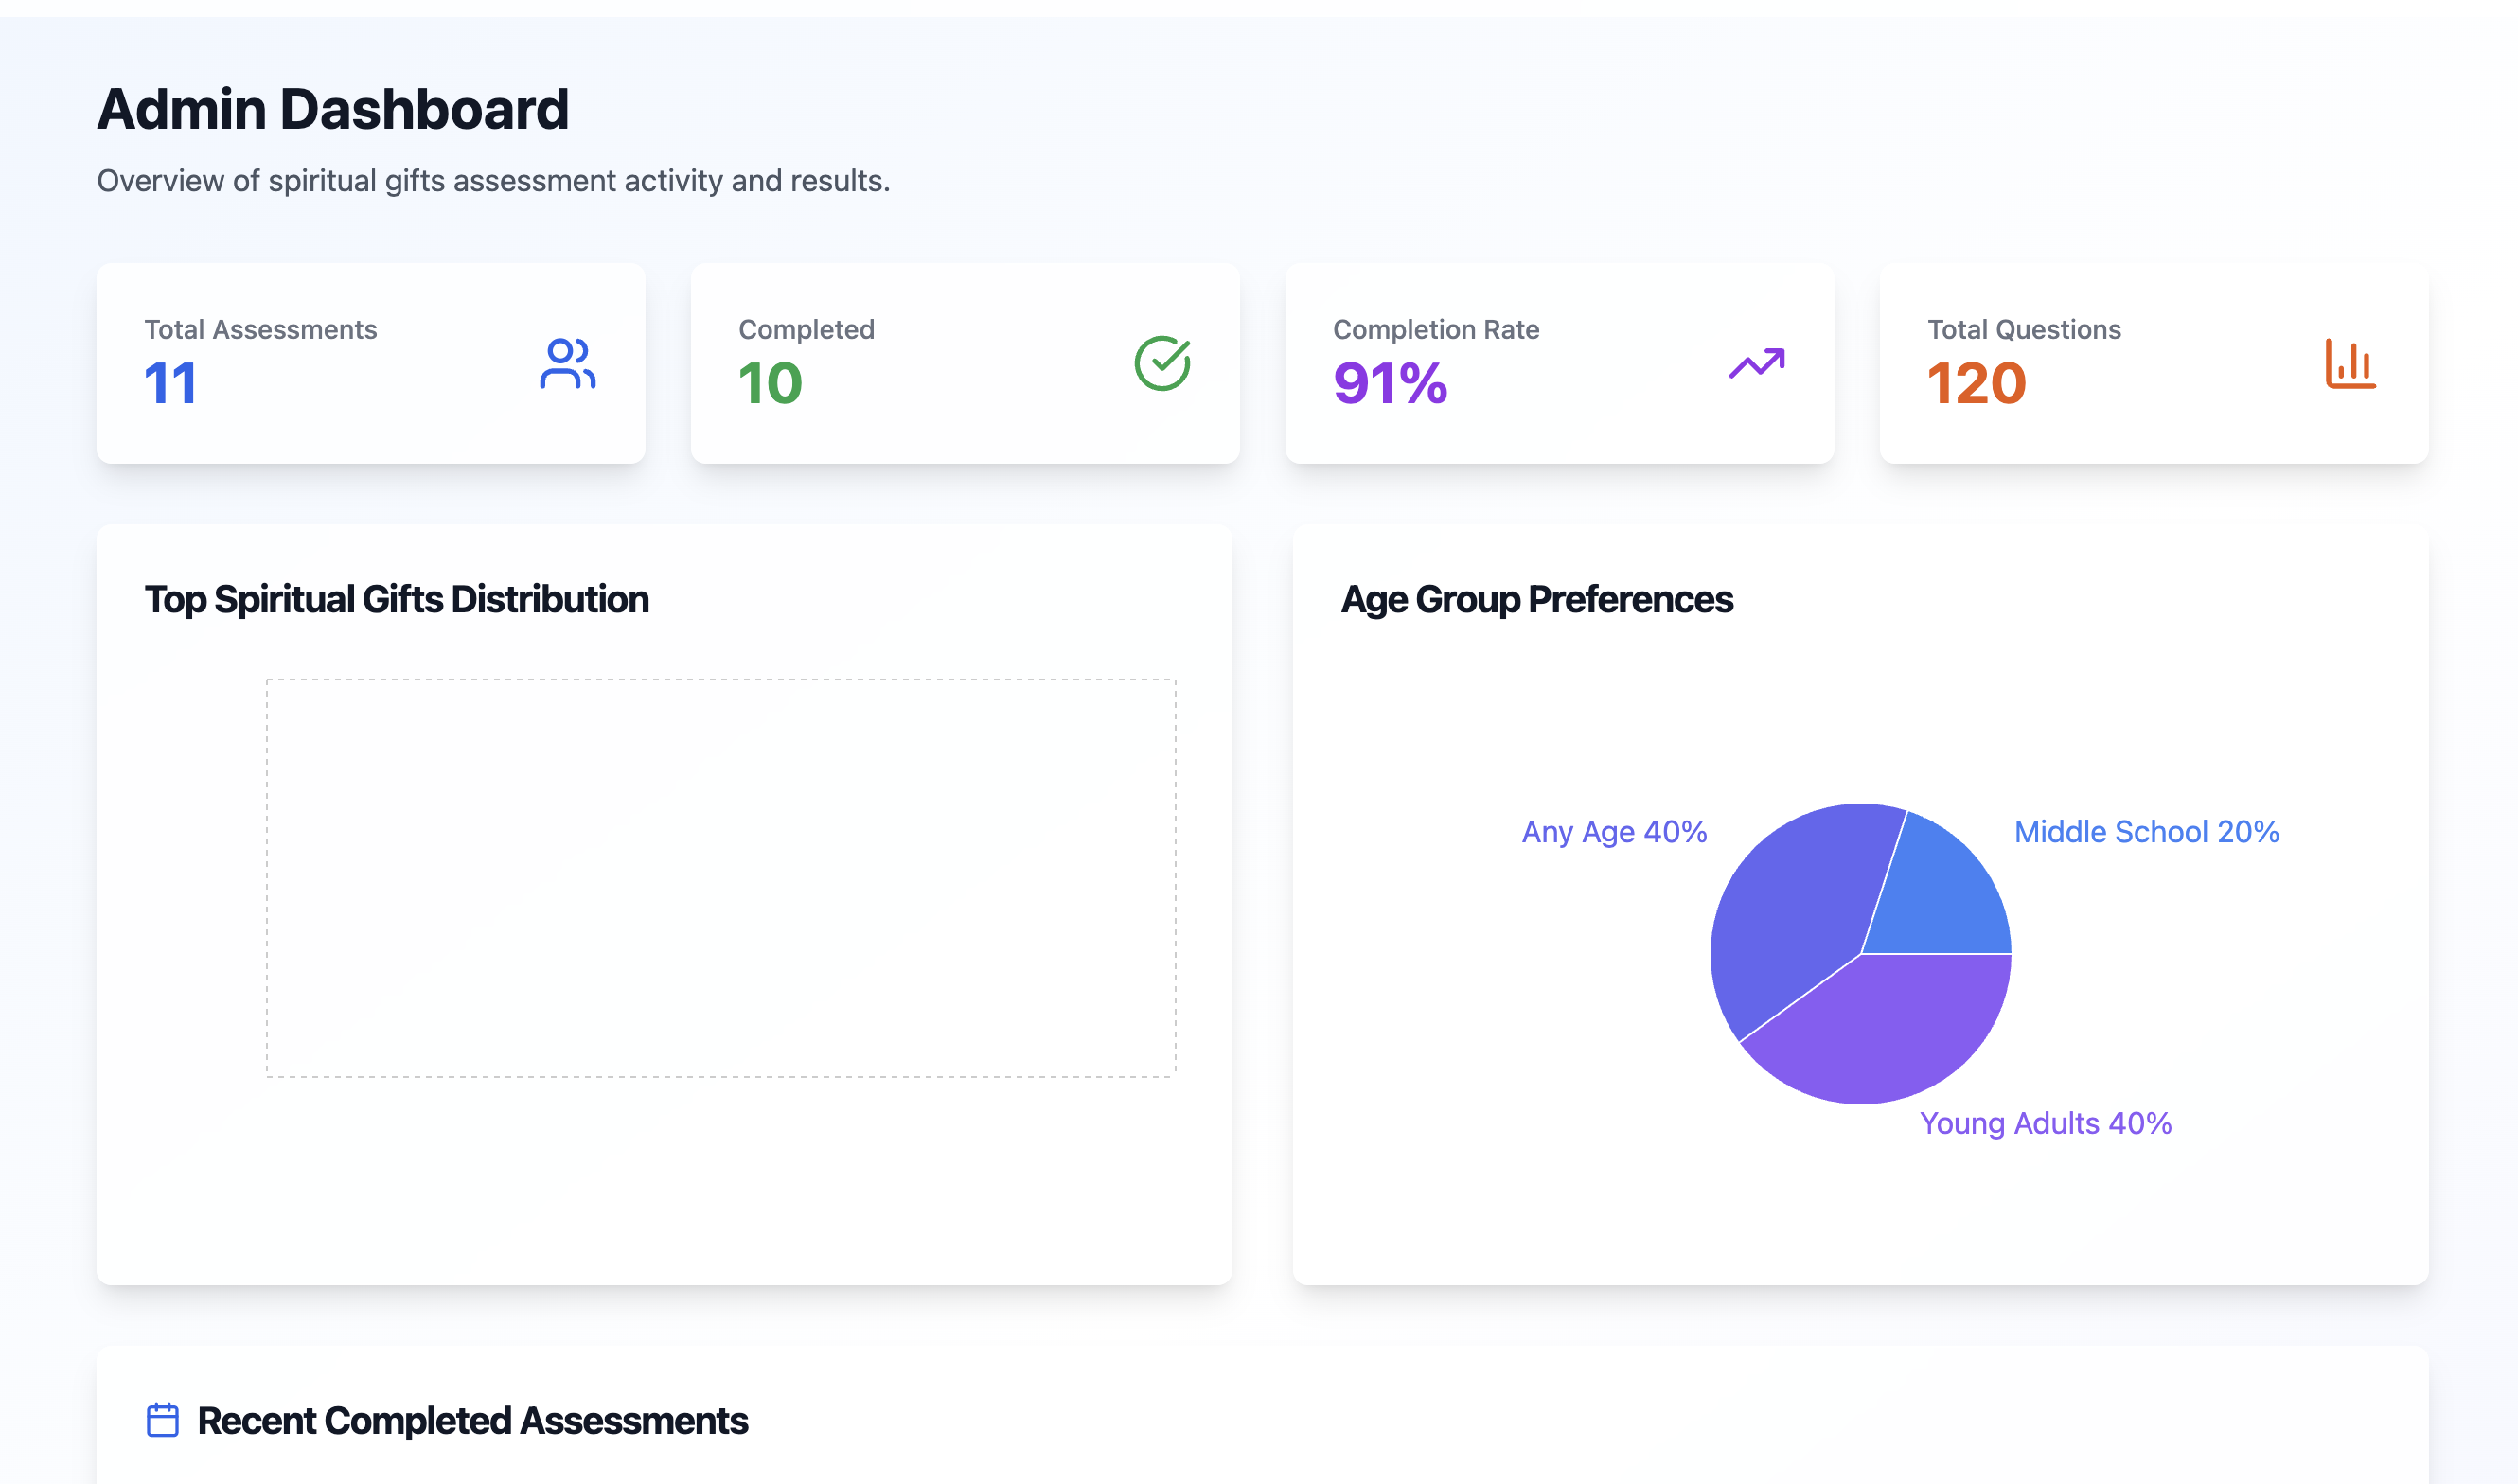 Admin Dashboard
Overview of spiritual gifts assessment activity and results.
Total Assessments
11
Completed
10
Completion Rate
91%
Total Questions
120
Top Spiritual Gifts Distribution
Age Group Preferences
Any Age 40%
Middle School 20%
Young Adults 40%
Recent Completed Assessments